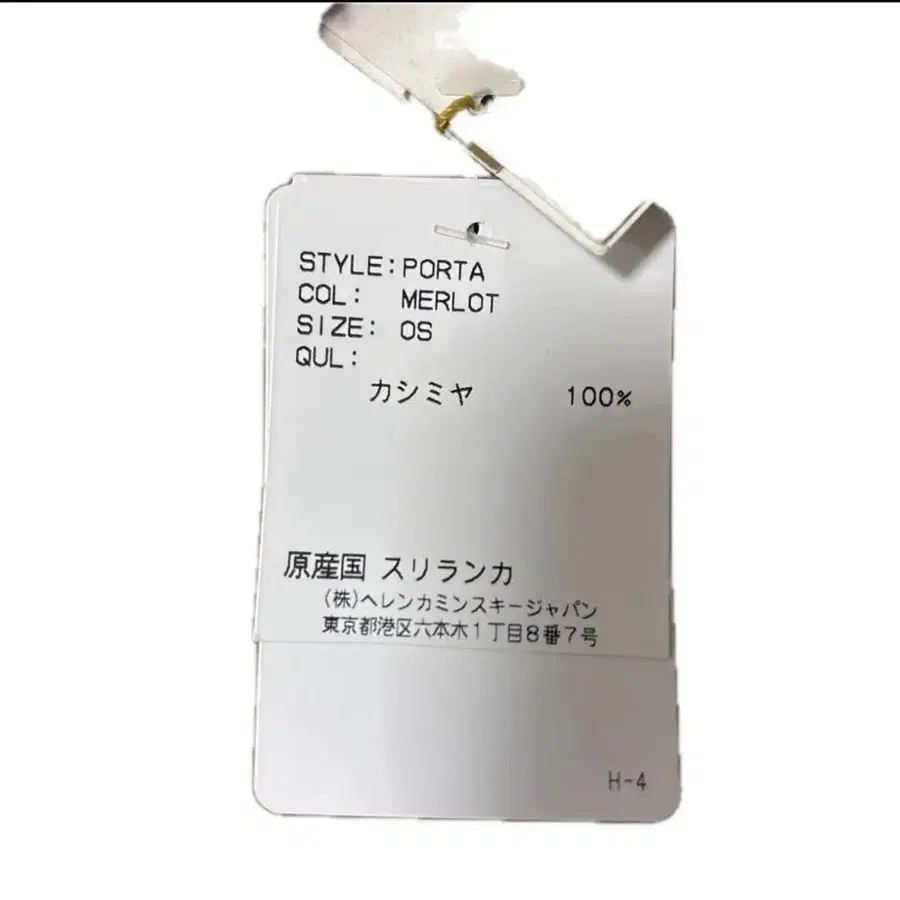 STYLE:PORTA
COL: MERLOT
SIZE: OS
QUL:
カシミヤ 100%
原産国 スリランカ
(株)ヘレンカミンスキージャパン
東京都港区六本木1丁目8番7号
H-4